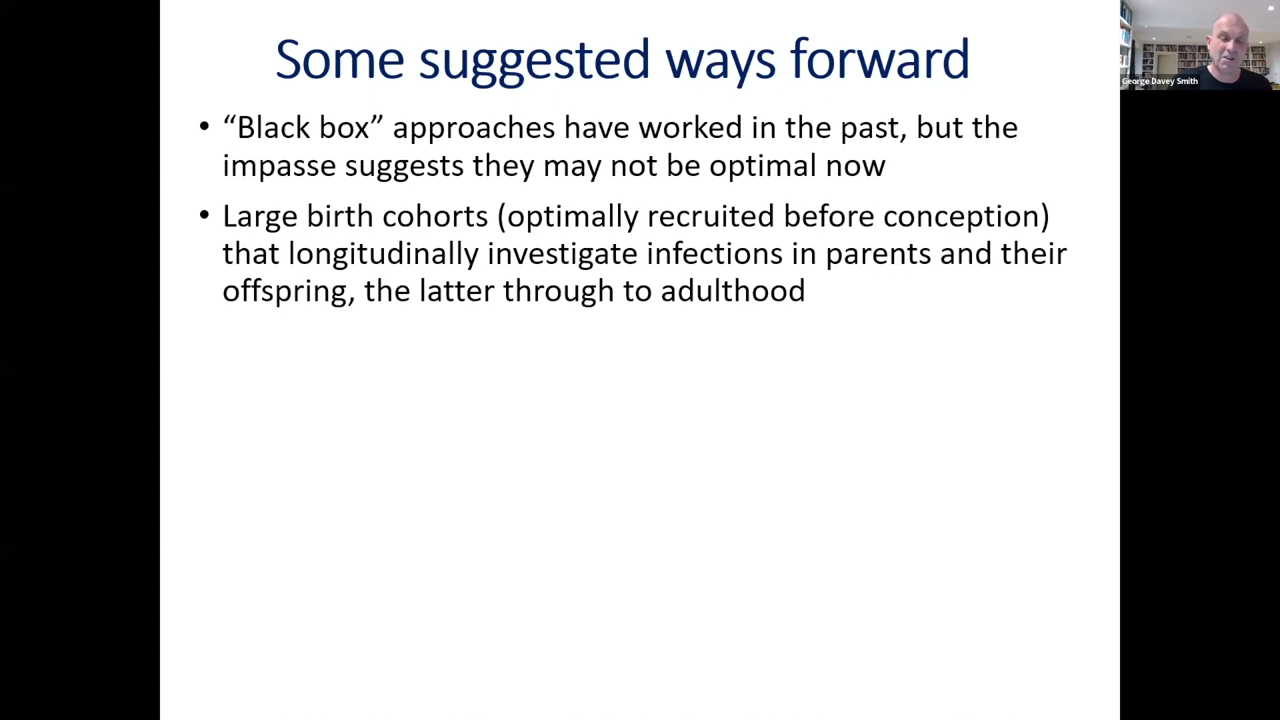 Some suggested ways forward
George Davey Smith
• “Black box” approaches have worked in the past, but the
impasse suggests they may not be optimal now
• Large birth cohorts (optimally recruited before conception)
that longitudinally investigate infections in parents and their
offspring, the latter through to adulthood